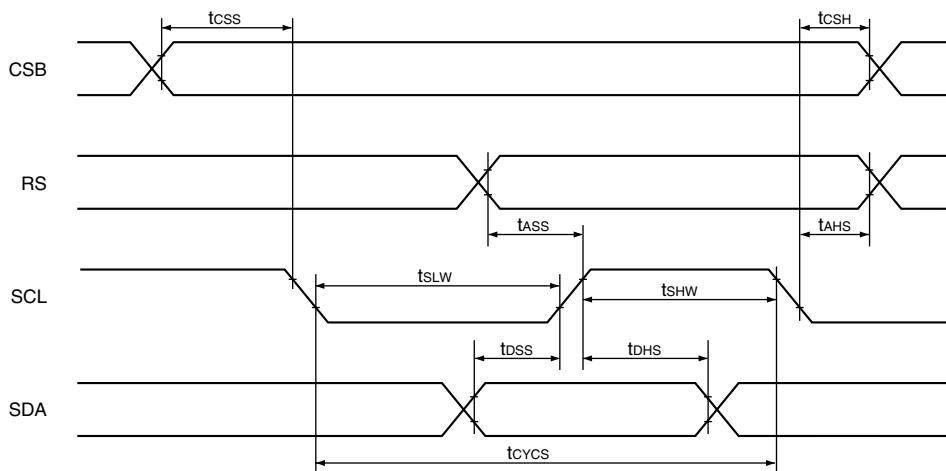 tCSS
tCSH
CSB
RS
tASS
tAHS
tSLW
tSHW
SCL
tDSS
tDHS
SDA
tCYCS